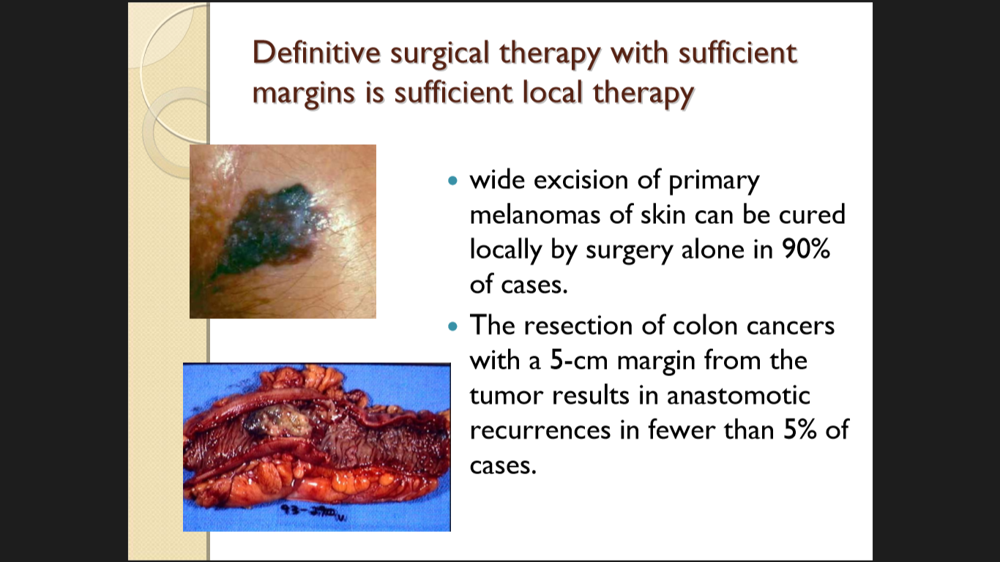 Definitive surgical therapy with sufficient
margins is sufficient local therapy
wide excision of primary
melanomas of skin can be cured
locally by surgery alone in 90%
of cases.
The resection of colon cancers
with a 5-cm margin from the
tumor results in anastomotic
recurrences in fewer than 5% of
cases.